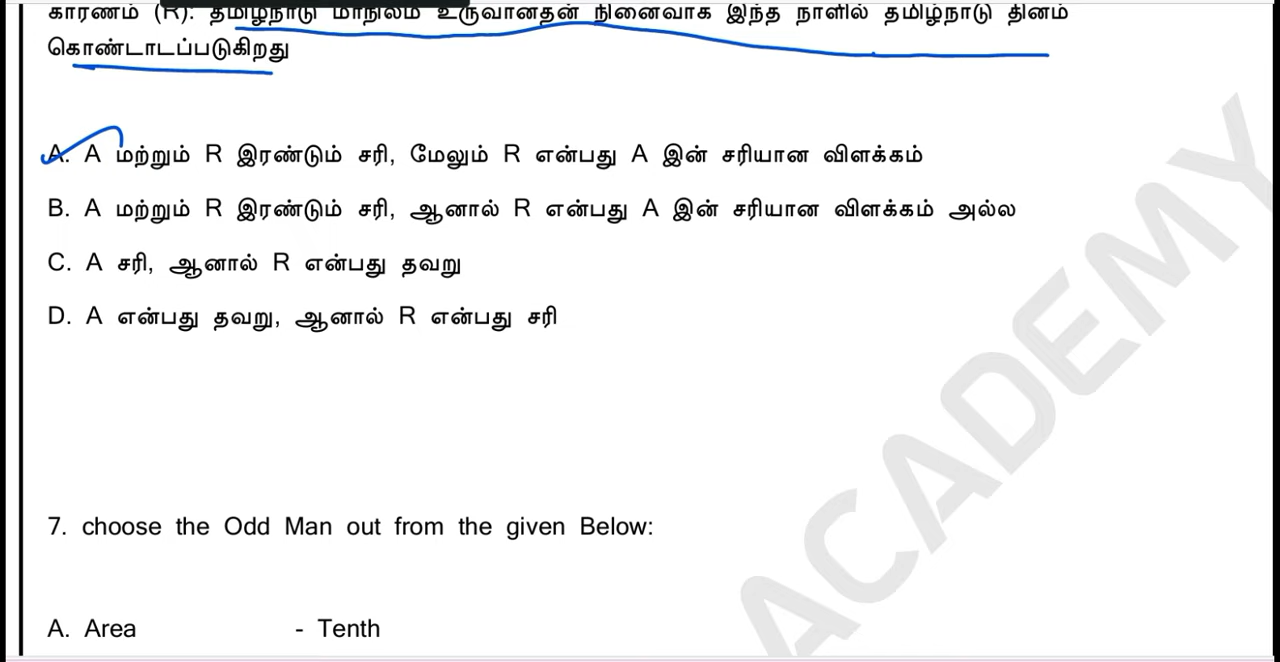 காரணம் (R): தமிழ்நாடு மாநிலம் உருவானதன் நினைவாக இந்த நாளில் தமிழ்நாடு தினம்
கொண்டாடப்படுகிறது
A. A மற்றும் R இரண்டும் சரி, மேலும் R என்பது A இன் சரியான விளக்கம்
B. A மற்றும் R இரண்டும் சரி, ஆனால் R என்பது A இன் சரியான விளக்கம் அல்ல
C. A சரி, ஆனால் R என்பது தவறு
D. A என்பது தவறு, ஆனால் R என்பது சரி
ACADEMY
7. choose the Odd Man out from the given Below:
A. Area - Tenth